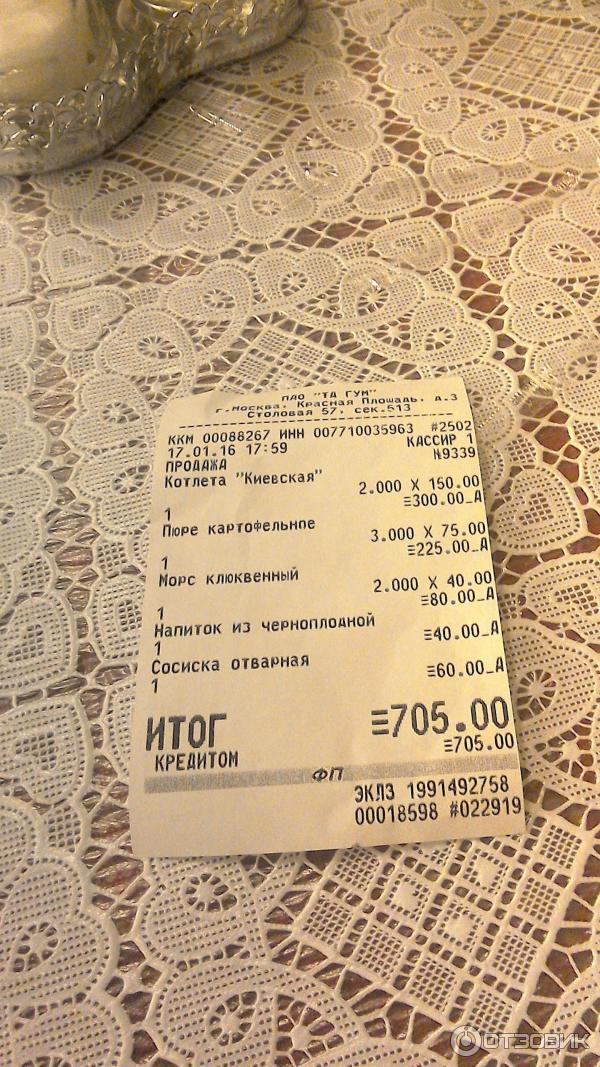 ПАО "ТД ГУМ"
г.Москва, Красная Площадь, д.3
Столовая 57, сек.513
ККМ 00088267 ИНН 007710035963 #2502
17.01.16 17:59 КАССИР 1
ПРОДАЖА N9339
Котлета "Киевская"
2.000 X 150.00
1 ≡300.00_А
Пюре картофельное
3.000 X 75.00
1 ≡225.00_А
Морс клюквенный
2.000 X 40.00
1 ≡80.00_А
Напиток из черноплодной
1 ≡40.00_А
Сосиска отварная
1 ≡60.00_А
ИТОГ ≡705.00
КРЕДИТОМ ≡705.00
ФП
ЭКЛЗ 1991492758
00018598 #022919
ОТЗОВИК